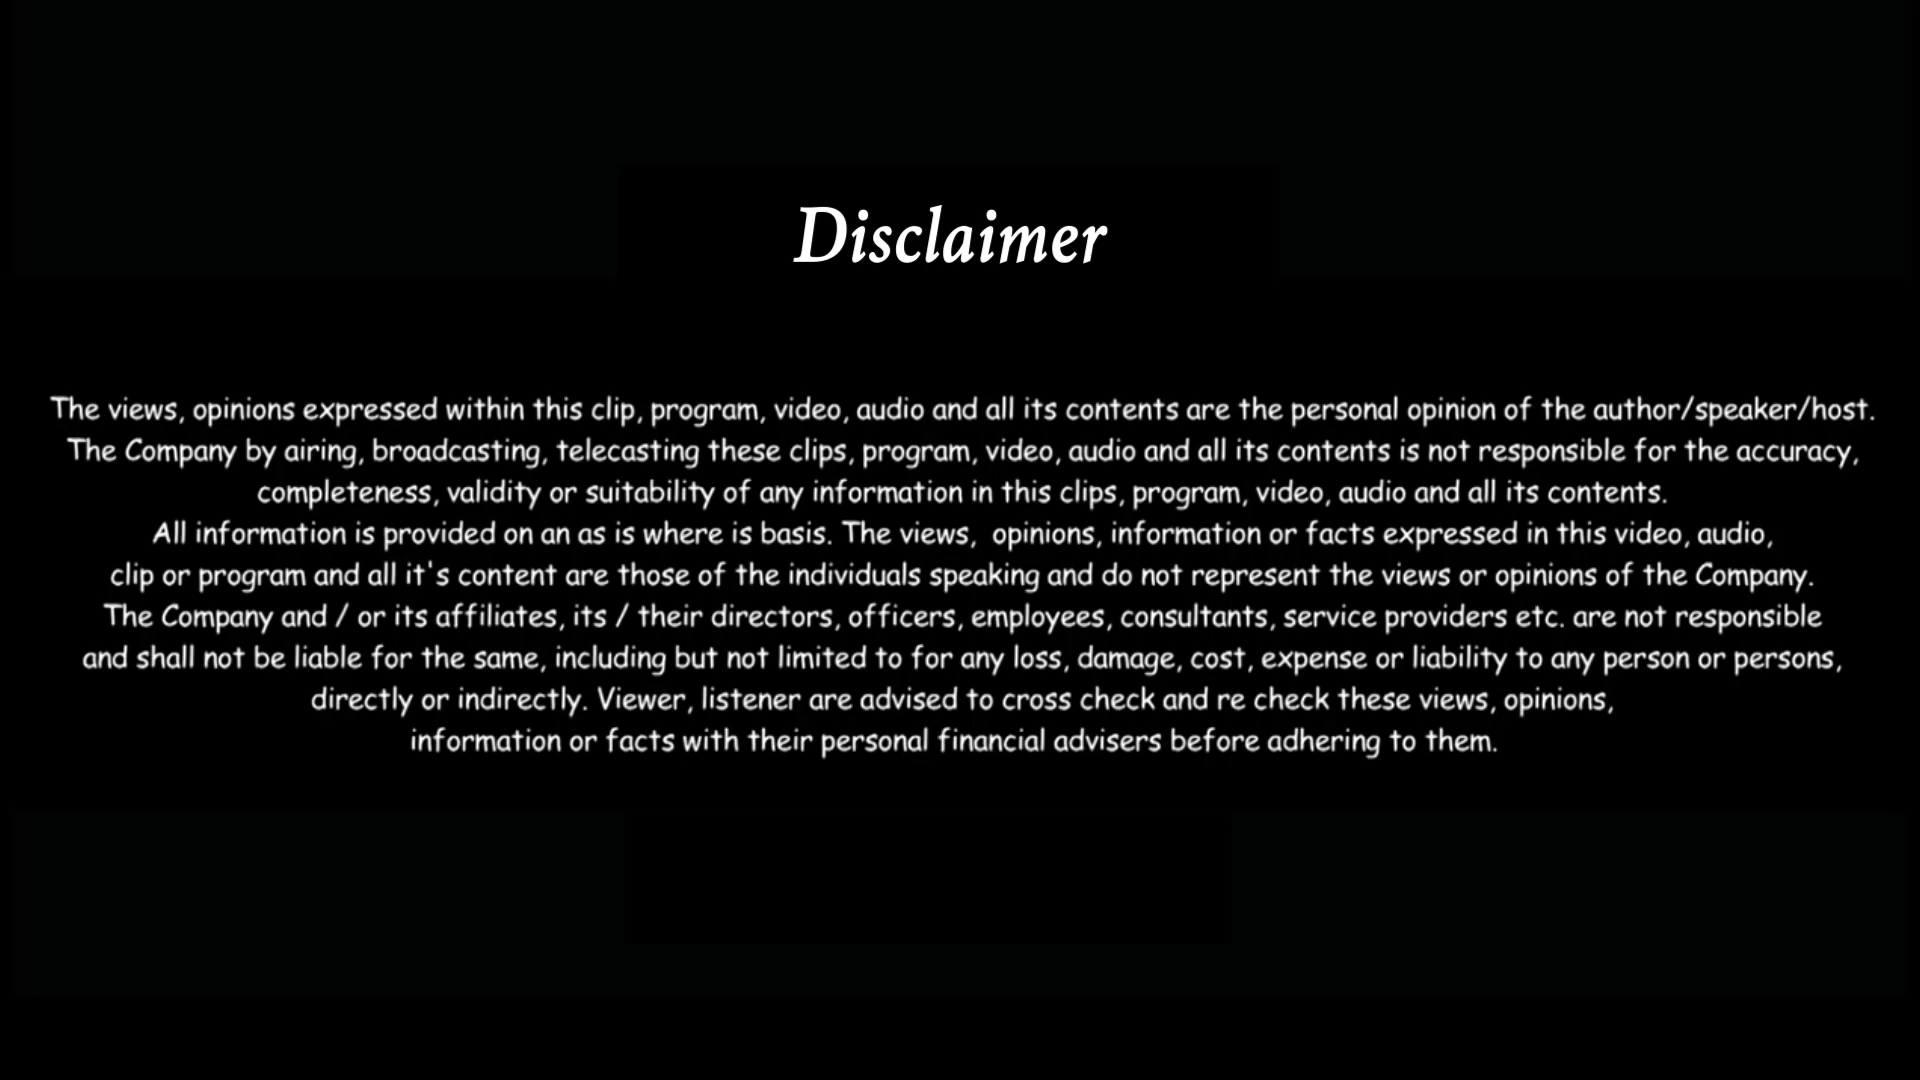 Disclaimer
The views, opinions expressed within this clip, program, video, audio and all its contents are the personal opinion of the author/speaker/host.
The Company by airing, broadcasting, telecasting these clips, program, video, audio and all its contents is not responsible for the accuracy,
completeness, validity or suitability of any information in this clips, program, video, audio and all its contents.
All information is provided on an as is where is basis. The views,  opinions, information or facts expressed in this video, audio,
clip or program and all it's content are those of the individuals speaking and do not represent the views or opinions of the Company.
The Company and / or its affiliates, its / their directors, officers, employees, consultants, service providers etc. are not responsible
and shall not be liable for the same, including but not limited to for any loss, damage, cost, expense or liability to any person or persons,
directly or indirectly. Viewer, listener are advised to cross check and re check these views, opinions,
information or facts with their personal financial advisers before adhering to them.